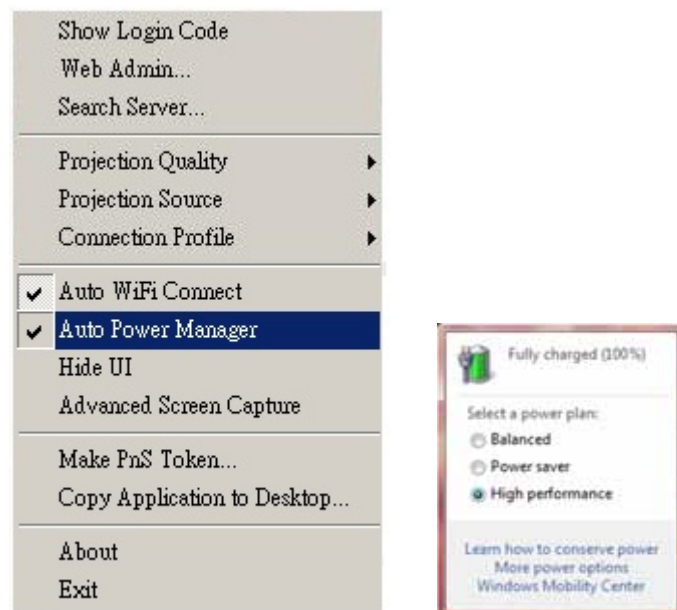 Show Login Code
Web Admin...
Search Server...
Projection Quality
Projection Source
Connection Profile
Auto WiFi Connect
Auto Power Manager
Hide UI
Advanced Screen Capture
Make PnS Token...
Copy Application to Desktop...
About
Exit
Fully charged (100%)
Select a power plan:
Balanced
Power saver
High performance
Learn how to conserve power
More power options
Windows Mobility Center